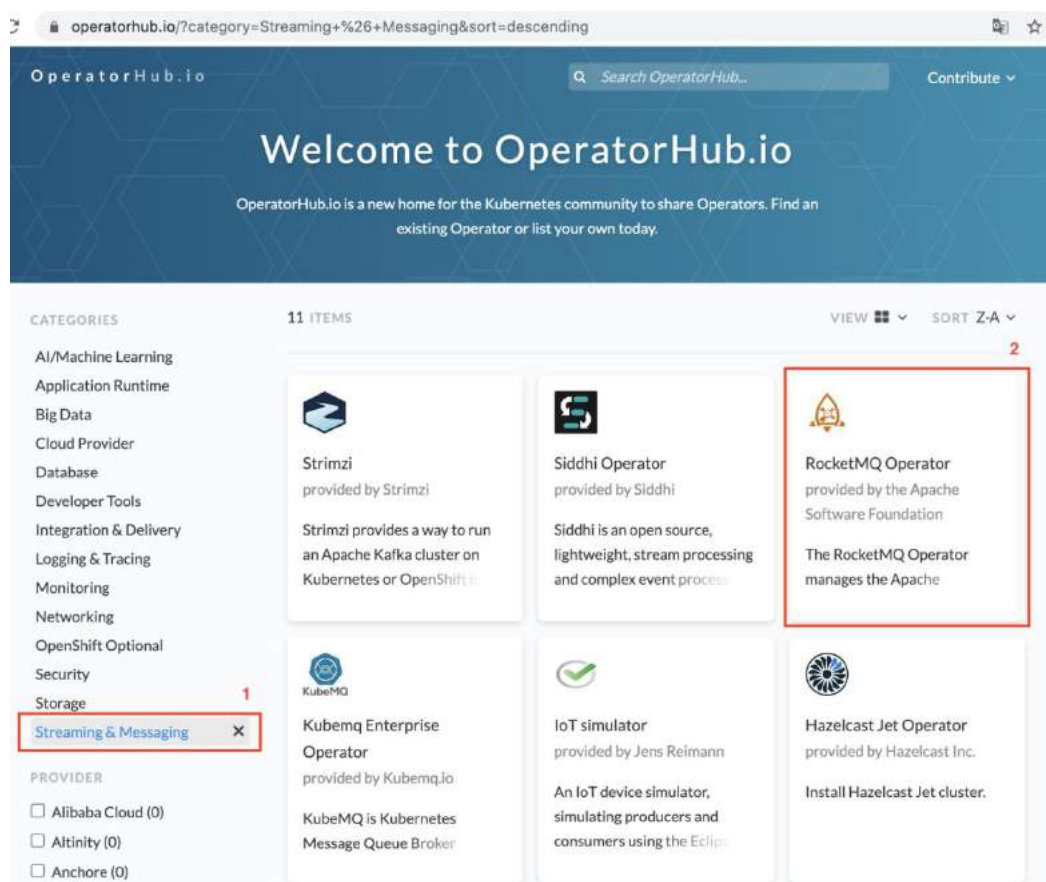 operatorhub.io/?category=Streaming+%26+Messaging&sort=descending
OperatorHub.io
Search OperatorHub...
Contribute
Welcome to OperatorHub.io
OperatorHub.io is a new home for the Kubernetes community to share Operators. Find an
existing Operator or list your own today.
CATEGORIES
AI/Machine Learning
Application Runtime
Big Data
Cloud Provider
Database
Developer Tools
Integration & Delivery
Logging & Tracing
Monitoring
Networking
OpenShift Optional
Security
Storage
1
Streaming & Messaging
PROVIDER
Alibaba Cloud (0)
Altinity (0)
Anchore (0)
11 ITEMS
VIEW
SORT Z-A
2
Strimzi
provided by Strimzi
Strimzi provides a way to run
an Apache Kafka cluster on
Kubernetes or OpenShift
Siddhi Operator
provided by Siddhi
Siddhi is an open source,
lightweight, stream processing
and complex event
RocketMQ Operator
provided by the Apache
Software Foundation
The RocketMQ Operator
manages the Apache
KubeMQ
Kubemq Enterprise
Operator
provided by Kubemq.io
KubeMQ is Kubernetes
Message Queue Broker
IoT simulator
provided by Jens Reimann
An IoT device simulator,
simulating producers and
consumers using the
Hazelcast Jet Operator
provided by Hazelcast Inc.
Install Hazelcast Jet cluster.